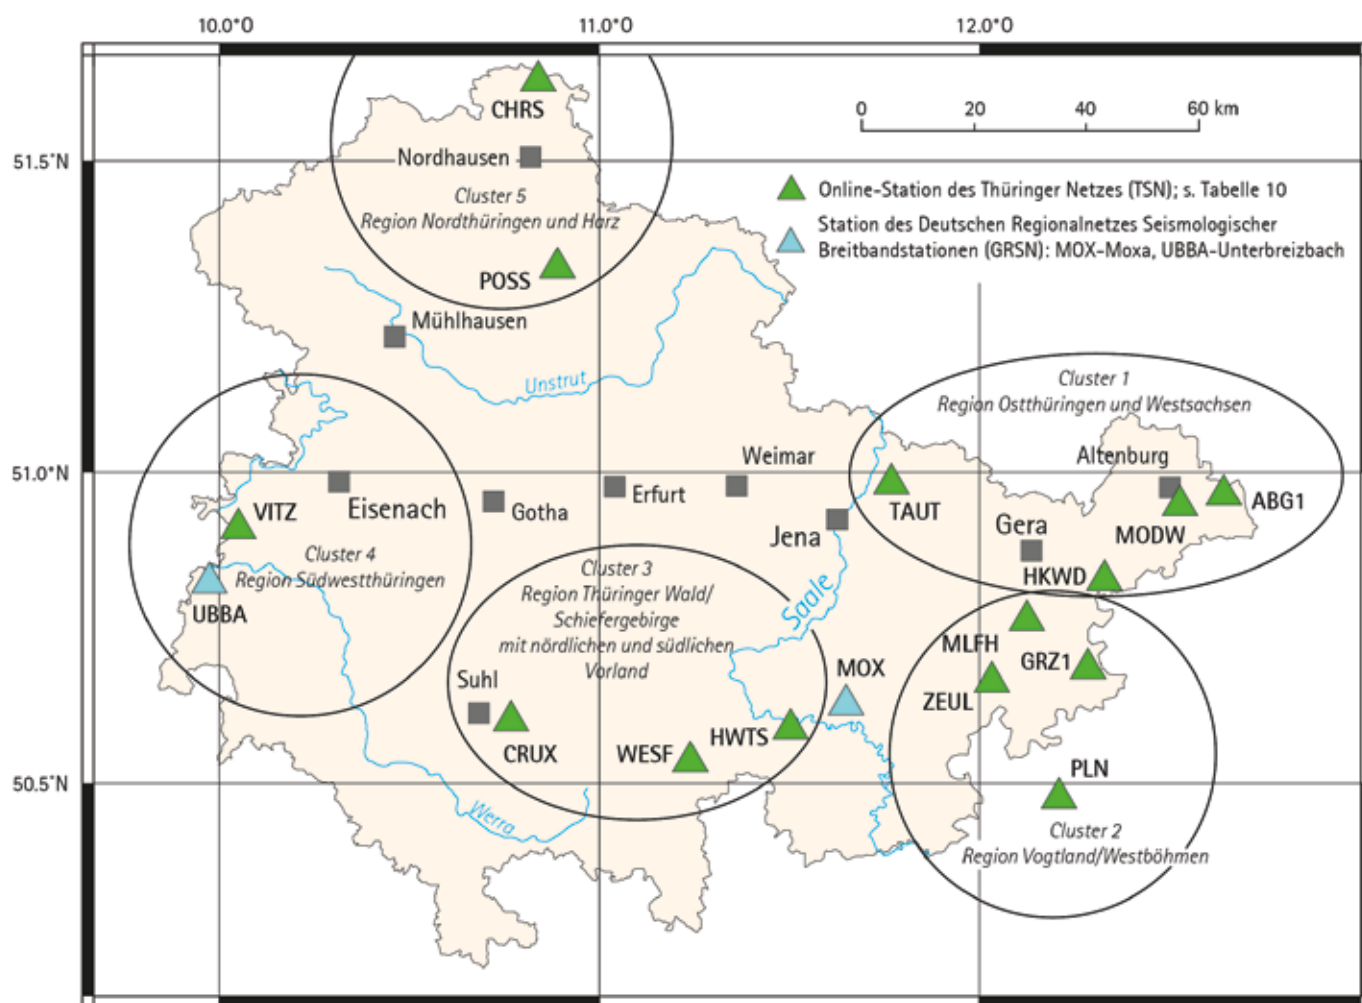 10.0°O
11.0°O
12.0°O
CHRS
0 20 40 60 km
51.5°N
Nordhausen
Cluster 5
Region Nordthüringen und Harz
Online-Station des Thüringer Netzes (TSN); s. Tabelle 10
Station des Deutschen Regionalnetzes Seismologischer
Breitbandstationen (GRSN): MOX-Moxa, UBBA-Unterbreizbach
POSS
Mühlhausen
Unstrut
Cluster 1
Region Ostthüringen und Westsachsen
51.0°N
Weimar
Altenburg
Eisenach
Gotha
Erfurt
Jena
TAUT
Gera
MODW
ABG1
VITZ
Cluster 4
Region Südwestthüringen
UBBA
HKWD
Cluster 3
Region Thüringer Wald/
Schiefergebirge
mit nördlichen und südlichen
Vorland
Saale
MLFH
GRZ1
ZEUL
MOX
Suhl
CRUX
WESF
HWTS
50.5°N
Werra
PLN
Cluster 2
Region Vogtland/Westböhmen